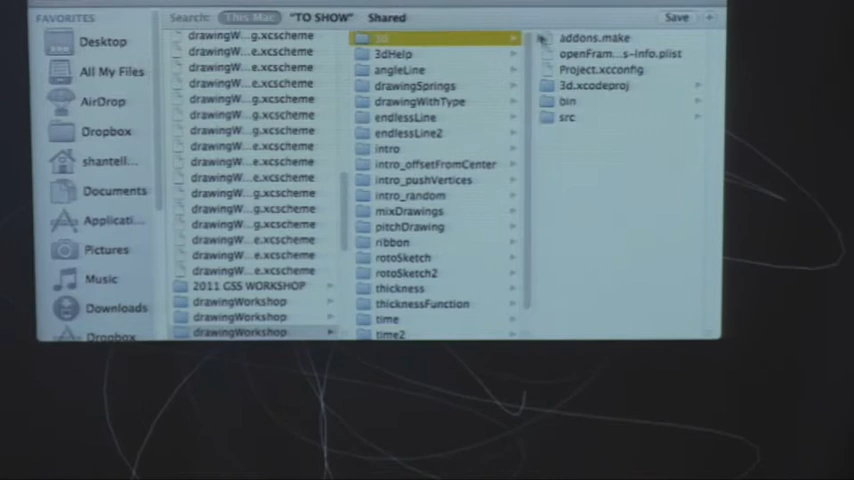 FAVORITES
Search: This Mac "TO SHOW" Shared Save +
Desktop
All My Files
AirDrop
Dropbox
shantell...
Documents
Applicati...
Pictures
Music
Downloads
Dropbox
drawingW...g.xcscheme
drawingW...e.xcscheme
drawingW...g.xcscheme
drawingW...e.xcscheme
drawingW...g.xcscheme
drawingW...e.xcscheme
drawingW...g.xcscheme
drawingW...e.xcscheme
drawingW...e.xcscheme
drawingW...e.xcscheme
drawingW...g.xcscheme
drawingW...g.xcscheme
drawingW...e.xcscheme
drawingW...e.xcscheme
drawingW...g.xcscheme
drawingW...e.xcscheme
2011 CSS WORKSHOP
drawingWorkshop
drawingWorkshop
drawingWorkshop
3d
3dHelp
angleLine
drawingSprings
drawingWithType
endlessLine
endlessLine2
intro
intro_offsetFromCenter
intro_pushVertices
intro_random
mixDrawings
pitchDrawing
ribbon
rotoSketch
rotoSketch2
thickness
thicknessFunction
time
time2
addons.make
openFram...s-Info.plist
Project.xcconfig
3d.xcodeproj
bin
src